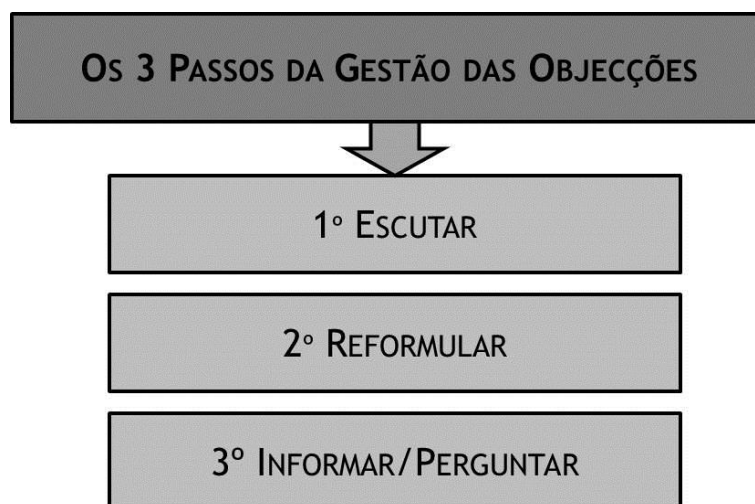 Os 3 Passos da Gestão das Objecções
1º Escutar
2º Reformular
3º Informar/Perguntar